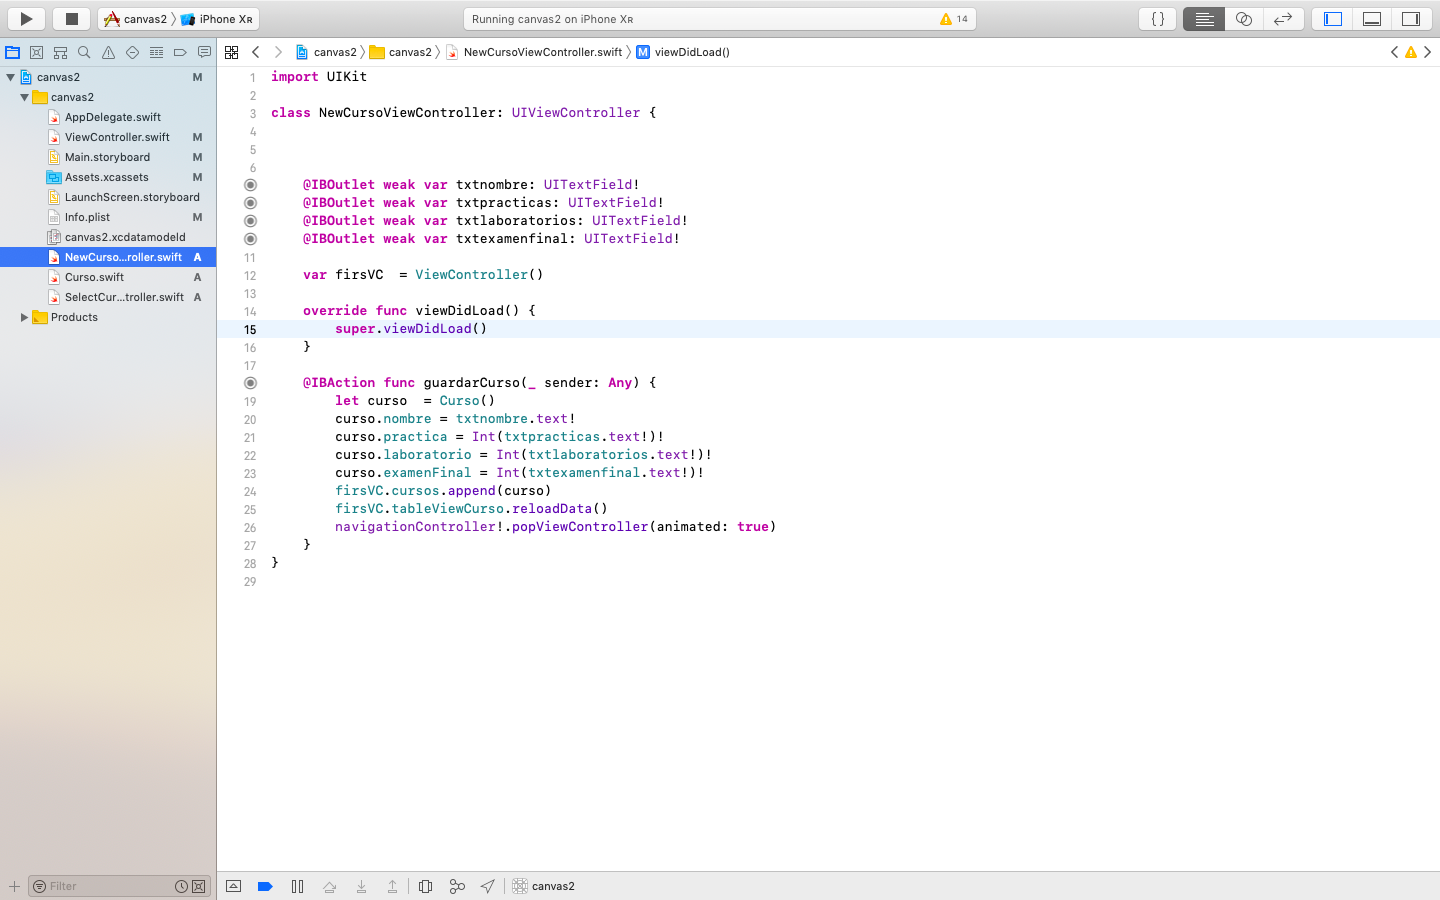 canvas2 iPhone XR
Running canvas2 on iPhone XR 14
{}
canvas2 canvas2 NewCursoViewController.swift M viewDidLoad()
canvas2 M
canvas2
AppDelegate.swift
ViewController.swift M
Main.storyboard M
Assets.xcassets M
LaunchScreen.storyboard
Info.plist M
canvas2.xcdatamodeld
NewCurso...roller.swift A
Curso.swift A
SelectCur...troller.swift A
Products
1 import UIKit
2
3 class NewCursoViewController: UIViewController {
4
5
6
@IBOutlet weak var txtnombre: UITextField!
@IBOutlet weak var txtpracticas: UITextField!
@IBOutlet weak var txtlaboratorios: UITextField!
@IBOutlet weak var txtexamenfinal: UITextField!
11
12 var firsVC  = ViewController()
13
14 override func viewDidLoad() {
15 super.viewDidLoad()
16 }
17
@IBAction func guardarCurso(_ sender: Any) {
19 let curso  = Curso()
20 curso.nombre = txtnombre.text!
21 curso.practica = Int(txtpracticas.text!)!
22 curso.laboratorio = Int(txtlaboratorios.text!)!
23 curso.examenFinal = Int(txtexamenfinal.text!)!
24 firsVC.cursos.append(curso)
25 firsVC.tableViewCurso.reloadData()
26 navigationController!.popViewController(animated: true)
27 }
28 }
29
Filter
canvas2